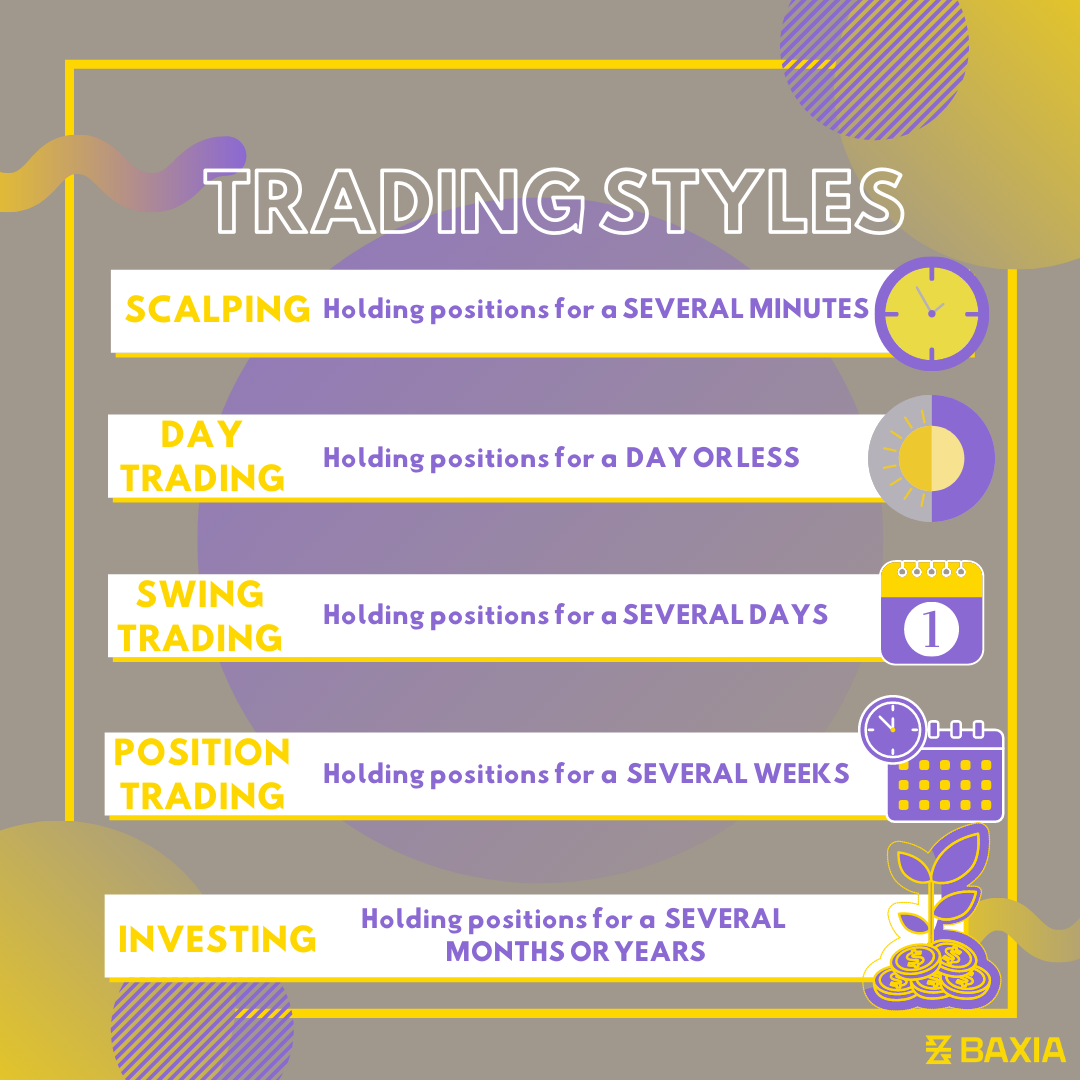 TRADING STYLES
SCALPING Holding positions for a SEVERAL MINUTES
DAY
TRADING
Holding positions for a DAY OR LESS
SWING
TRADING
Holding positions for a SEVERAL DAYS
1
POSITION
TRADING
Holding positions for a SEVERAL WEEKS
INVESTING
Holding positions for a SEVERAL
MONTHS OR YEARS
$ $
$ $ $
BAXIA